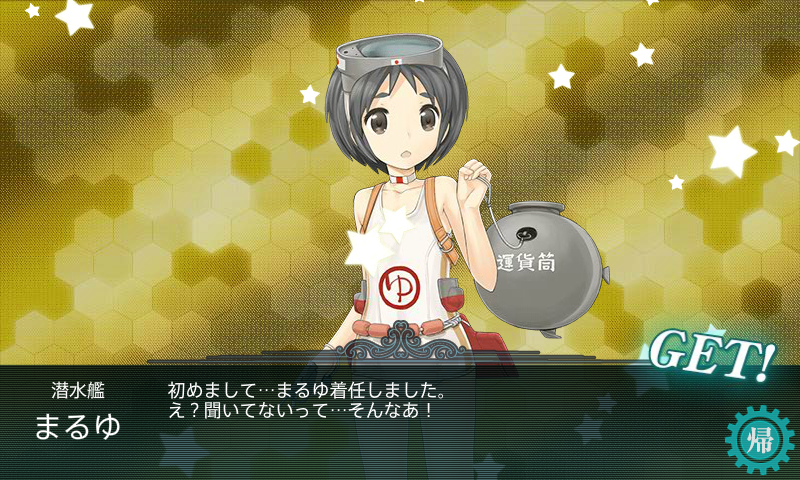 運貨筒
ゆ
GET!
潜水艦
まるゆ
初めまして…まるゆ着任しました。
え？聞いてないって…そんなあ！
帰